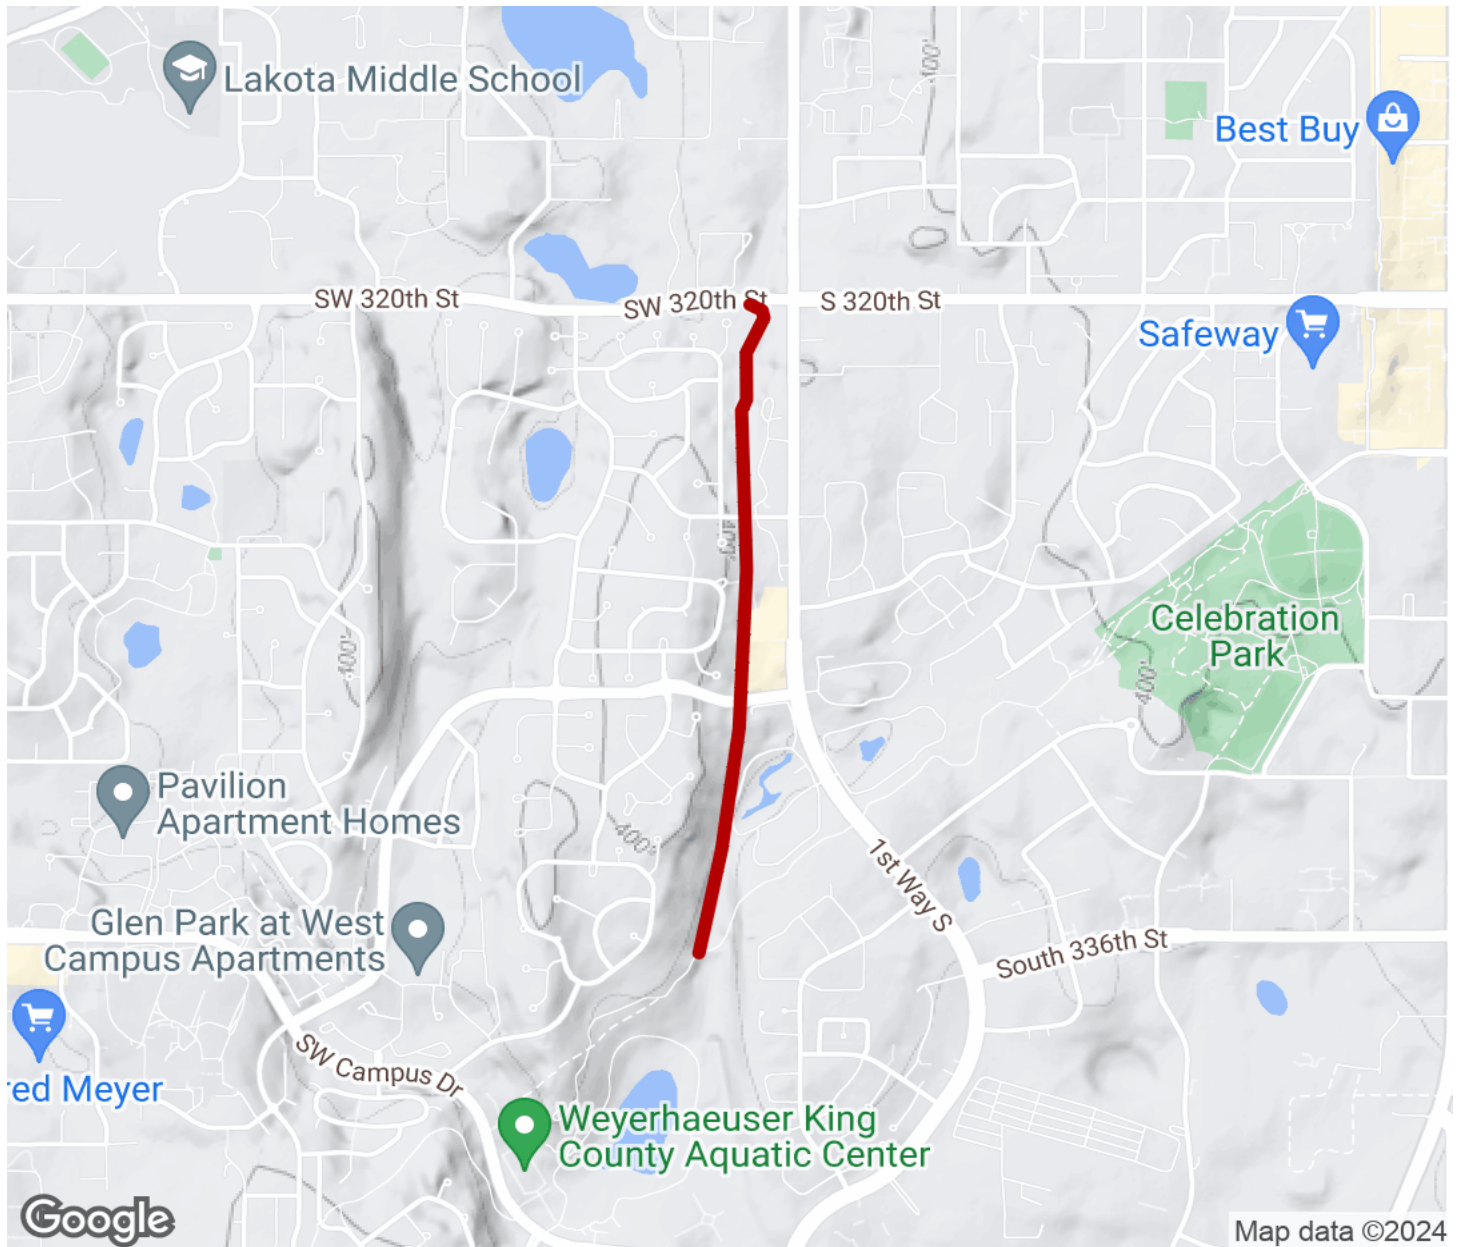 Lakota Middle School
400'
Best Buy
SW 320th St
SW 320th St
S 320th St
Safeway
400'
Celebration
Park
400'
400'
Pavilion
Apartment Homes
400'
1st Way S
Glen Park at West
Campus Apartments
South 336th St
SW Campus Dr
red Meyer
Weyerhaeuser King
County Aquatic Center
Google
Map data ©2024